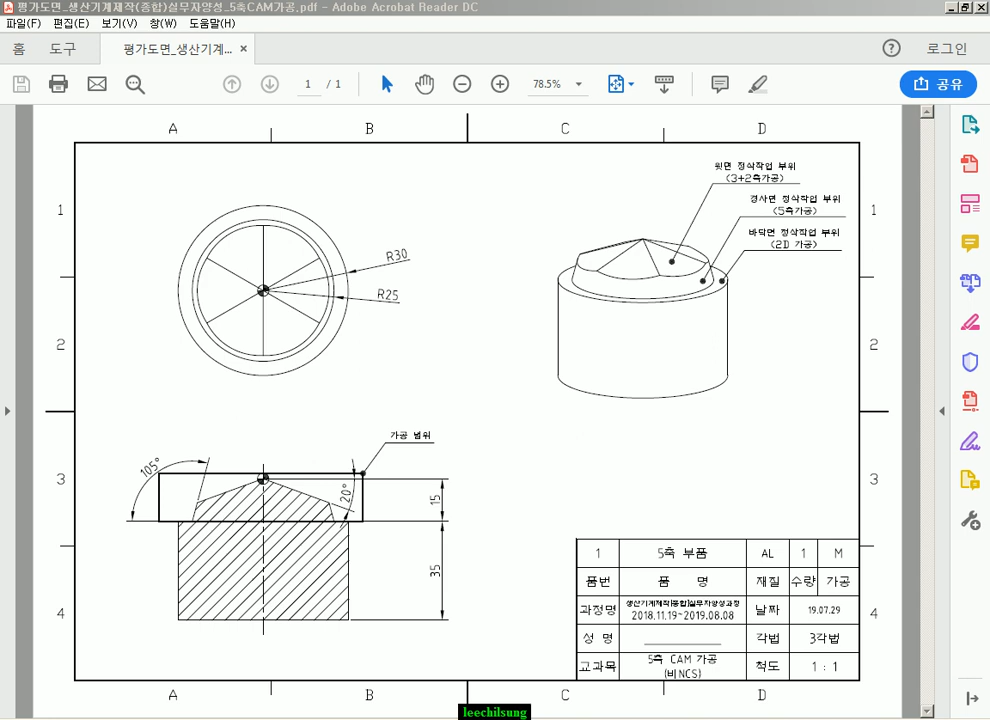 평가도면_생산기계제작(종합)실무자양성_5축CAM가공.pdf - Adobe Acrobat Reader DC
파일(F) 편집(E) 보기(V) 창(W) 도움말(H)
홈 도구 평가도면_생산기계... × 로그인
1 / 1 78.5% 공유
A B C D
1 1
윗면 정삭작업 부위
(3+2축가공)
경사면 정삭작업 부위
(5축가공)
바닥면 정삭작업 부위
(2D 가공)
R30
R25
2 2
가공 범위
3 3
105°
20°
15
35
4 4
1 5축 부품 AL 1 M
품번 품 명 재질 수량 가공
과정명 생산기계제작(종합)실무자양성과정 날짜 19.07.29
2018.11.19~2019.08.08
성 명 각법 3각법
교과목 5축 CAM 가공 척도 1 : 1
(비NCS)
A B C D
leechilsung